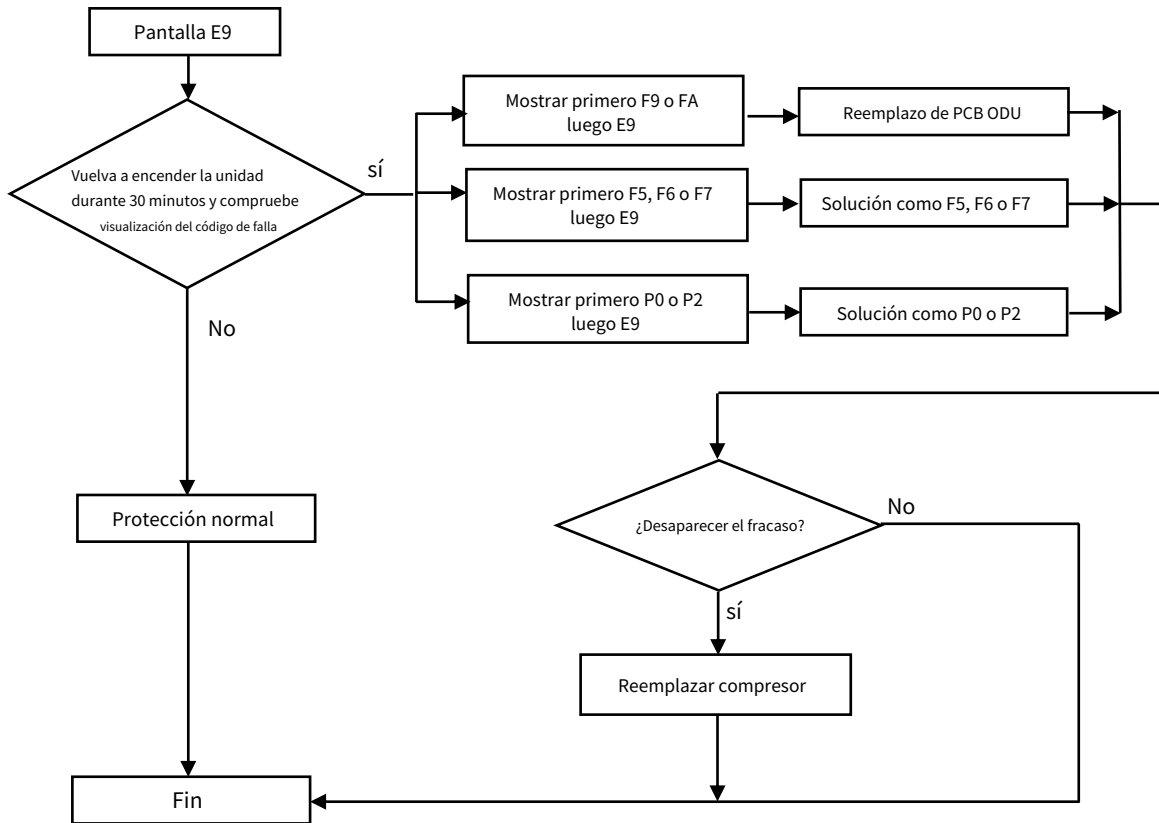 Pantalla E9
Vuelva a encender la unidad
durante 30 minutos y compruebe
visualización del código de falla
sí
No
Mostrar primero F9 o FA
luego E9
Reemplazo de PCB ODU
Mostrar primero F5, F6 o F7
luego E9
Solución como F5, F6 o F7
Mostrar primero P0 o P2
luego E9
Solución como P0 o P2
Protección normal
¿Desaparecer el fracaso?
No
sí
Reemplazar compresor
Fin